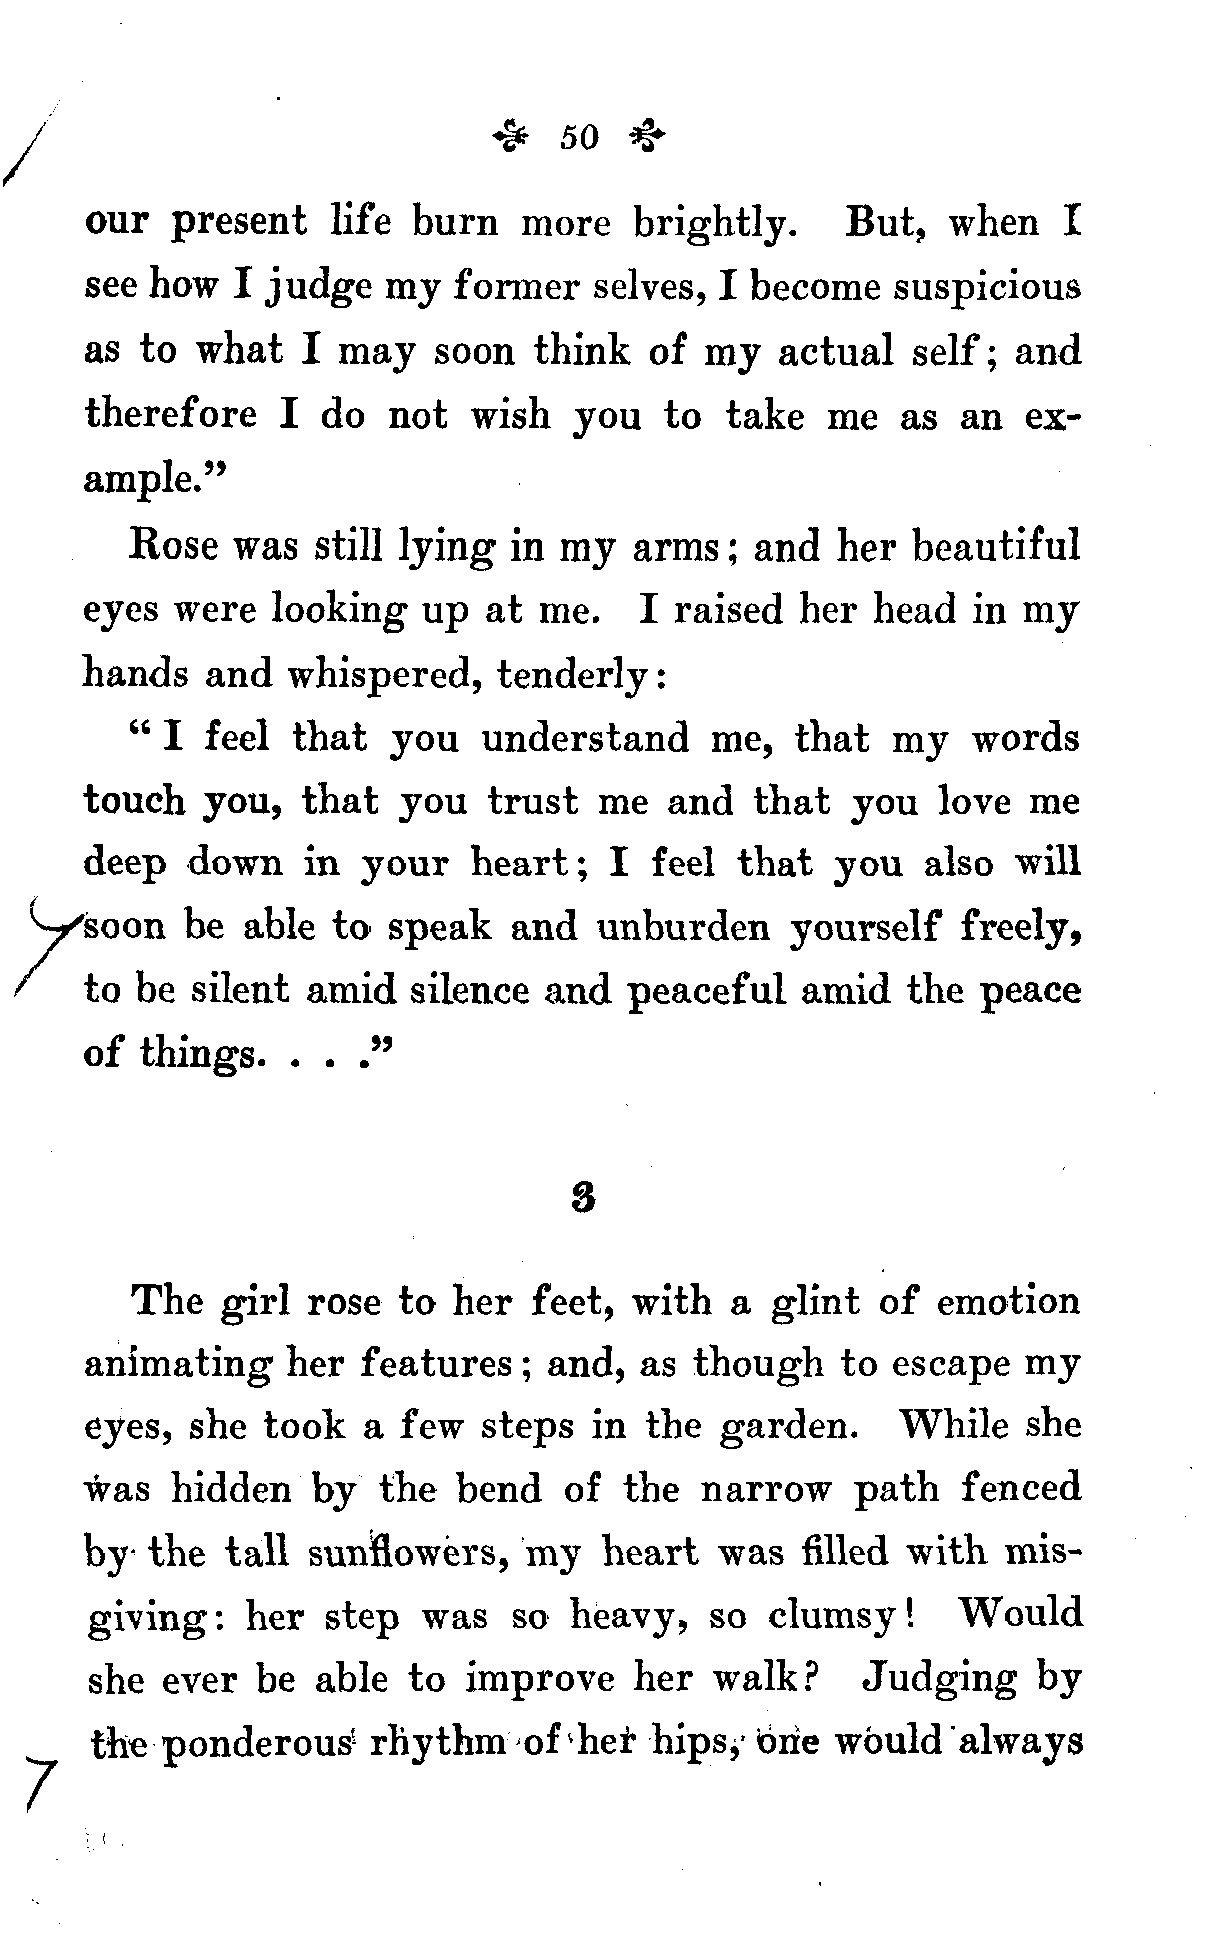 50
our present life burn more brightly. But, when I
see how I judge my former selves, I become suspicious
as to what I may soon think of my actual self; and
therefore I do not wish you to take me as an ex-
ample.”
Rose was still lying in my arms; and her beautiful
eyes were looking up at me. I raised her head in my
hands and whispered, tenderly:
“I feel that you understand me, that my words
touch you, that you trust me and that you love me
deep down in your heart; I feel that you also will
soon be able to speak and unburden yourself freely,
to be silent amid silence and peaceful amid the peace
of things. . . .”
3
The girl rose to her feet, with a glint of emotion
animating her features; and, as though to escape my
eyes, she took a few steps in the garden. While she
was hidden by the bend of the narrow path fenced
by the tall sunflowers, my heart was filled with mis-
giving: her step was so heavy, so clumsy! Would
she ever be able to improve her walk? Judging by
the ponderous rhythm of her hips, one would always